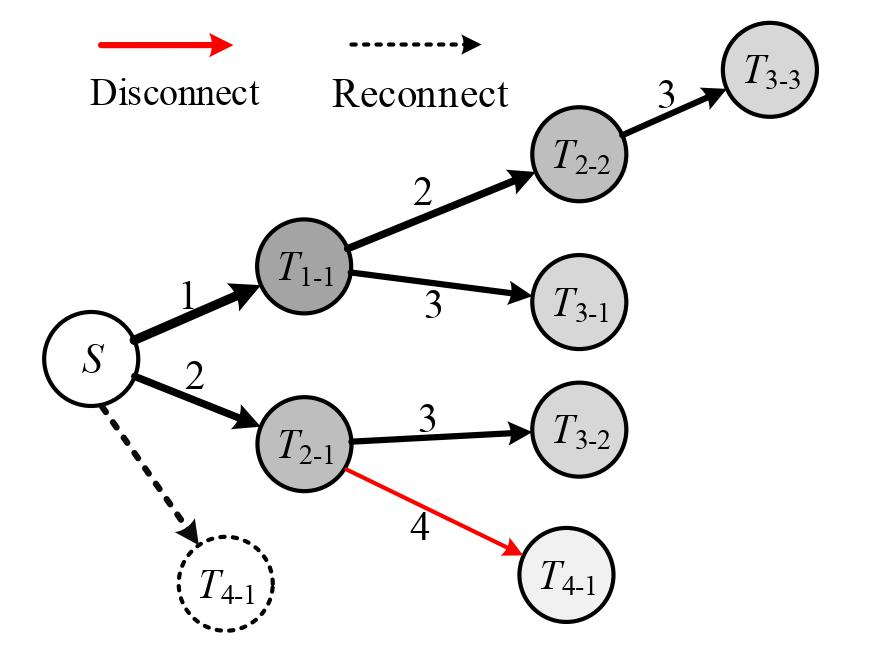 Disconnect
Reconnect
T3-3
3
T2-2
2
T1-1
1
3
T3-1
S
2
3
T3-2
T2-1
4
T4-1
T4-1